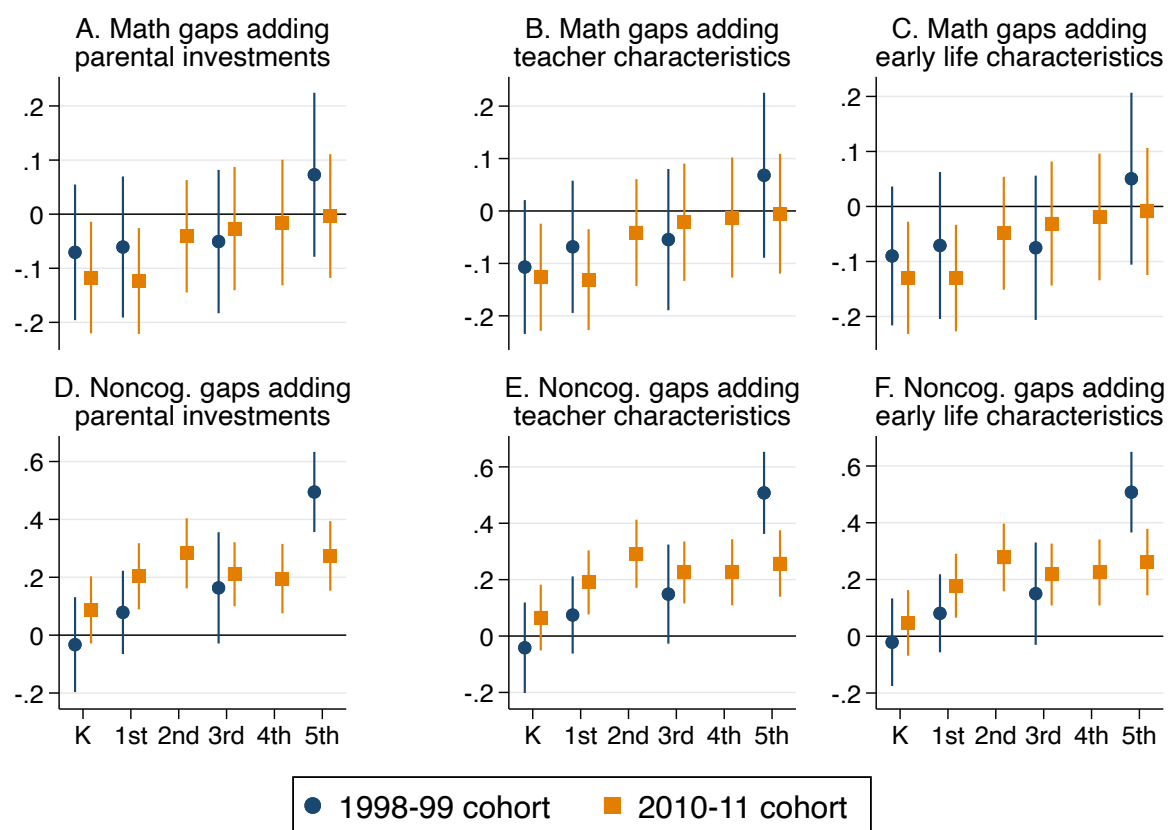 A. Math gaps adding
parental investments
B. Math gaps adding
teacher characteristics
C. Math gaps adding
early life characteristics
.2
.1
0
-.1
-.2
.2
.1
0
-.1
-.2
.2
.1
0
-.1
-.2
D. Noncog. gaps adding
parental investments
E. Noncog. gaps adding
teacher characteristics
F. Noncog. gaps adding
early life characteristics
.6
.4
.2
0
-.2
.6
.4
.2
0
-.2
.6
.4
.2
0
-.2
K 1st 2nd 3rd 4th 5th
K 1st 2nd 3rd 4th 5th
K 1st 2nd 3rd 4th 5th
1998-99 cohort 2010-11 cohort